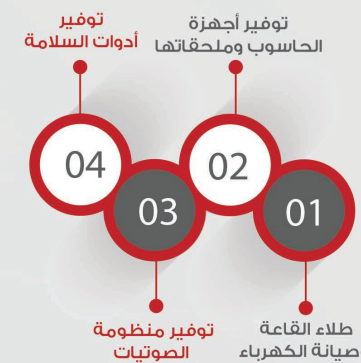 توفير أجهزة
الحاسوب وملحقاتها
توفير
أدوات السلامة
02
04
01
03
طلاء القاعة
صيانة الكهرباء
توفير منظومة
الصوتيات